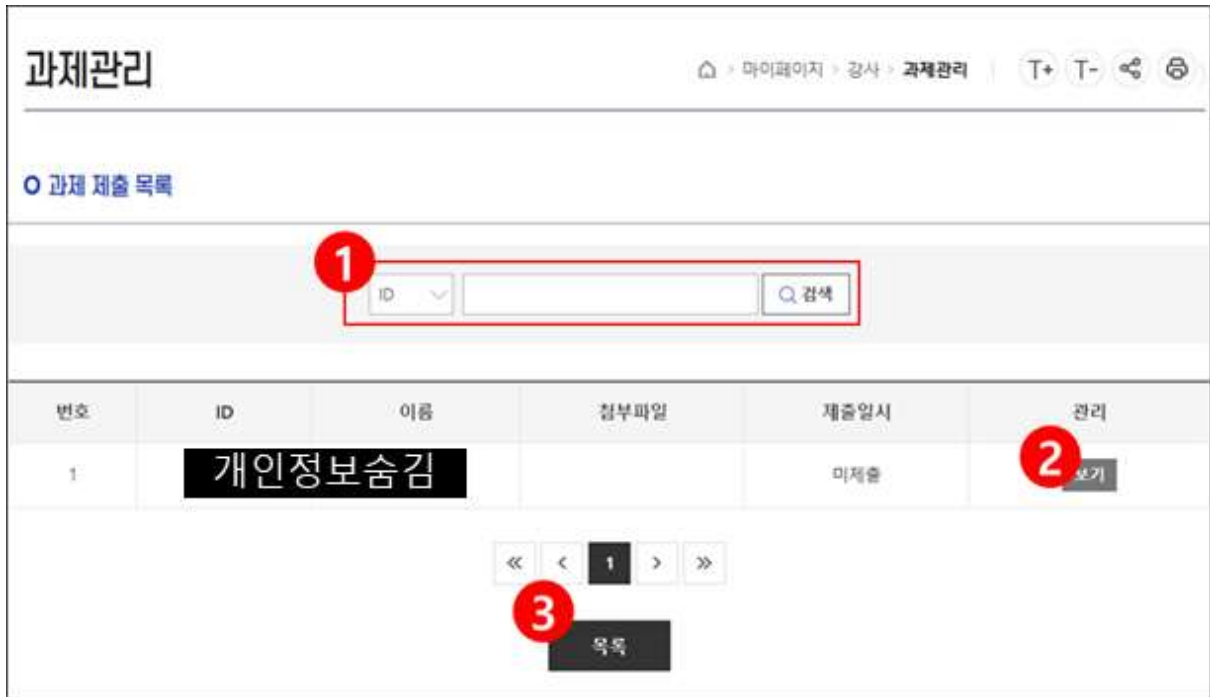 과제관리
마이페이지 > 강사 > 과제관리 T+ T-
과제 제출 목록
1
ID 검색
번호 ID 이름 첨부파일 제출일시 관리
1 개인정보숨김 미제출 2 보기
« < 1 > »
3
목록